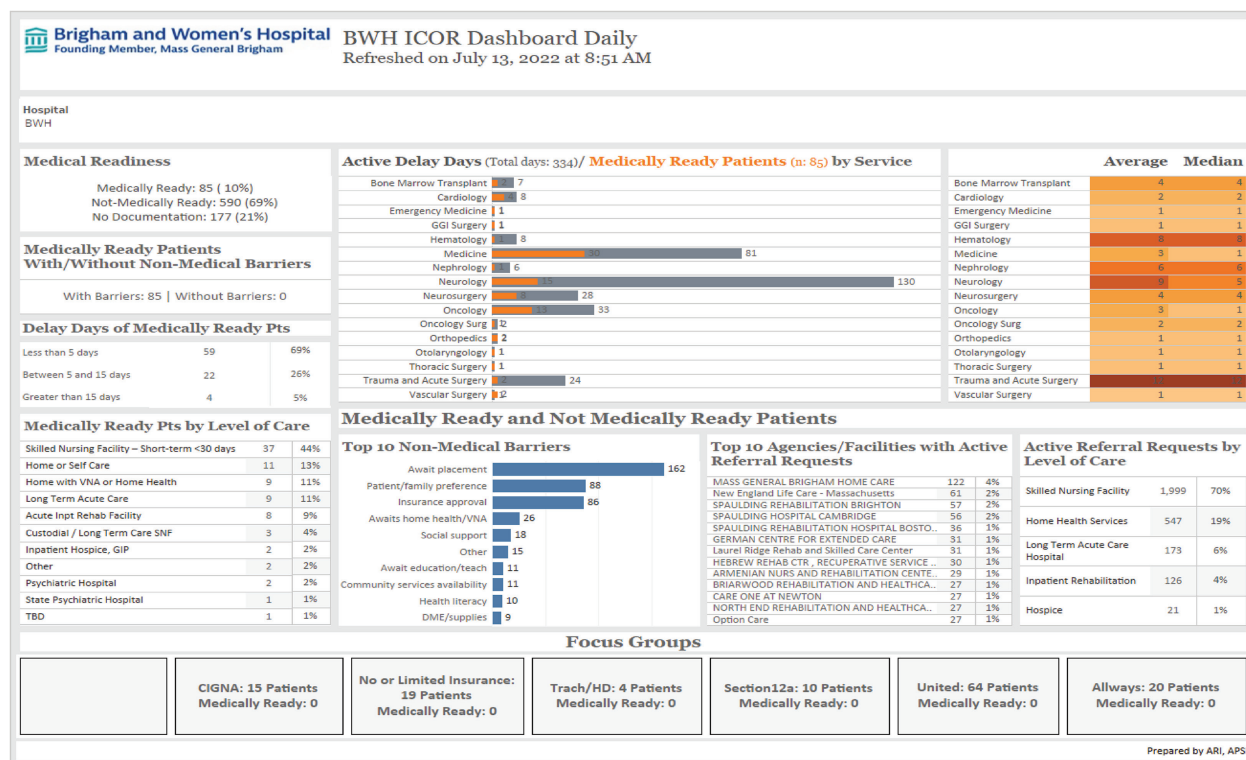 Brigham and Women's Hospital
Founding Member, Mass General Brigham
BWH ICOR Dashboard Daily
Refreshed on July 13, 2022 at 8:51 AM
Hospital
BWH
Medical Readiness
Medically Ready: 85 ( 10%)
Not-Medically Ready: 590 (69%)
No Documentation: 177 (21%)
Medically Ready Patients
With/Without Non-Medical Barriers
With Barriers: 85 | Without Barriers: 0
Delay Days of Medically Ready Pts
Less than 5 days 59 69%
Between 5 and 15 days 22 26%
Greater than 15 days 4 5%
Medically Ready Pts by Level of Care
Skilled Nursing Facility – Short-term <30 days 37 44%
Home or Self Care 11 13%
Home with VNA or Home Health 9 11%
Long Term Acute Care 9 11%
Acute Inpt Rehab Facility 8 9%
Custodial / Long Term Care SNF 3 4%
Inpatient Hospice, GIP 2 2%
Other 2 2%
Psychiatric Hospital 2 2%
State Psychiatric Hospital 1 1%
TBD 1 1%
Active Delay Days (Total days: 334)/ Medically Ready Patients (n: 85) by Service
Bone Marrow Transplant 2 7
Cardiology 4 8
Emergency Medicine 1
GGI Surgery 1
Hematology 1 8
Medicine 30 81
Nephrology 1 6
Neurology 15 130
Neurosurgery 8 28
Oncology 13 33
Oncology Surg 1 2
Orthopedics 2
Otolaryngology 1
Thoracic Surgery 1
Trauma and Acute Surgery 2 24
Vascular Surgery 1 2
Average Median
Bone Marrow Transplant 4 4
Cardiology 2 2
Emergency Medicine 1 1
GGI Surgery 1 1
Hematology 8 8
Medicine 3 1
Nephrology 6 6
Neurology 9 5
Neurosurgery 4 4
Oncology 3 1
Oncology Surg 2 2
Orthopedics 1 1
Otolaryngology 1 1
Thoracic Surgery 1 1
Trauma and Acute Surgery
Vascular Surgery 1 1
Medically Ready and Not Medically Ready Patients
Top 10 Non-Medical Barriers
Await placement 162
Patient/family preference 88
Insurance approval 86
Awaits home health/VNA 26
Social support 18
Other 15
Await education/teach 11
Community services availability 11
Health literacy 10
DME/supplies 9
Top 10 Agencies/Facilities with Active
Referral Requests
MASS GENERAL BRIGHAM HOME CARE 122 4%
New England Life Care - Massachusetts 61 2%
SPAULDING REHABILITATION BRIGHTON 57 2%
SPAULDING HOSPITAL CAMBRIDGE 56 2%
SPAULDING REHABILITATION HOSPITAL BOSTO.. 36 1%
GERMAN CENTRE FOR EXTENDED CARE 31 1%
Laurel Ridge Rehab and Skilled Care Center 31 1%
HEBREW REHAB CTR , RECUPERATIVE SERVICE .. 30 1%
ARMENIAN NURS AND REHABILITATION CENTE.. 29 1%
BRIARWOOD REHABILITATION AND HEALTHCA.. 27 1%
CARE ONE AT NEWTON 27 1%
NORTH END REHABILITATION AND HEALTHCA.. 27 1%
Option Care 27 1%
Active Referral Requests by
Level of Care
Skilled Nursing Facility 1,999 70%
Home Health Services 547 19%
Long Term Acute Care
Hospital 173 6%
Inpatient Rehabilitation 126 4%
Hospice 21 1%
Focus Groups
CIGNA: 15 Patients
Medically Ready: 0
No or Limited Insurance:
19 Patients
Medically Ready: 0
Trach/HD: 4 Patients
Medically Ready: 0
Section12a: 10 Patients
Medically Ready: 0
United: 64 Patients
Medically Ready: 0
Allways: 20 Patients
Medically Ready: 0
Prepared by ARI, APS